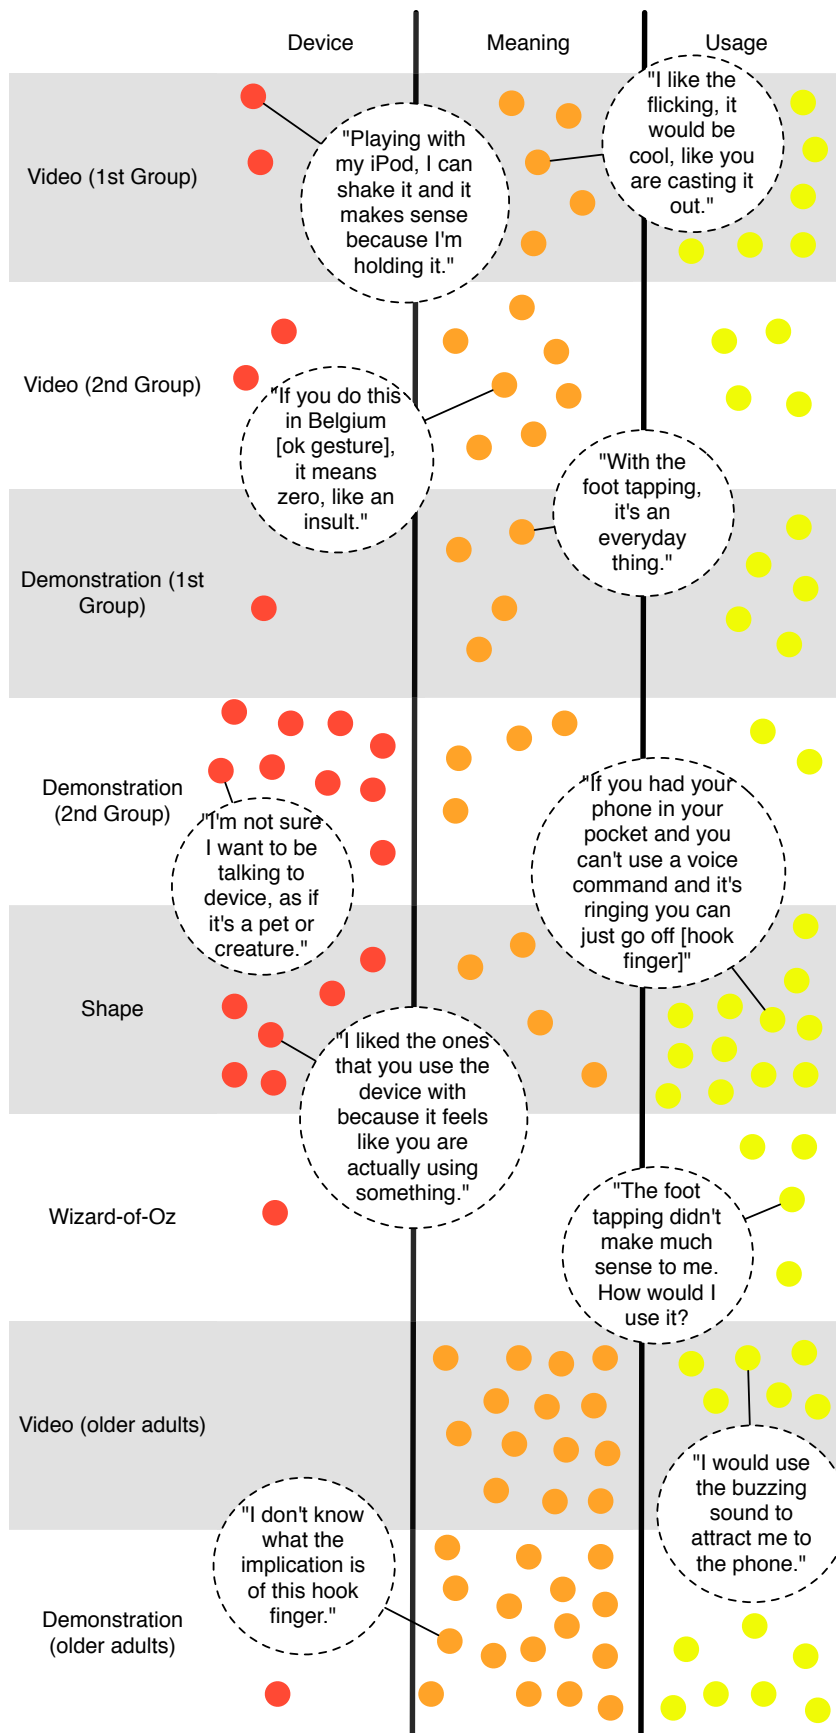 Device
Meaning
Usage
Video (1st Group)
"Playing with
my iPod, I can
shake it and it
makes sense
because I'm
holding it."
"I like the
flicking, it
would be
cool, like you
are casting it
out."
Video (2nd Group)
"If you do this
in Belgium
[ok gesture],
it means
zero, like an
insult."
"With the
foot tapping,
it's an
everyday
thing."
Demonstration (1st
Group)
Demonstration
(2nd Group)
"I'm not sure
I want to be
talking to
device, as if
it's a pet or
creature."
"If you had your
phone in your
pocket and you
can't use a voice
command and it's
ringing you can
just go off [hook
finger]"
Shape
"I liked the ones
that you use the
device with
because it feels
like you are
actually using
something."
Wizard-of-Oz
"The foot
tapping didn't
make much
sense to me.
How would I
use it?
Video (older adults)
"I would use
the buzzing
sound to
attract me to
the phone."
"I don't know
what the
implication is
of this hook
finger."
Demonstration
(older adults)